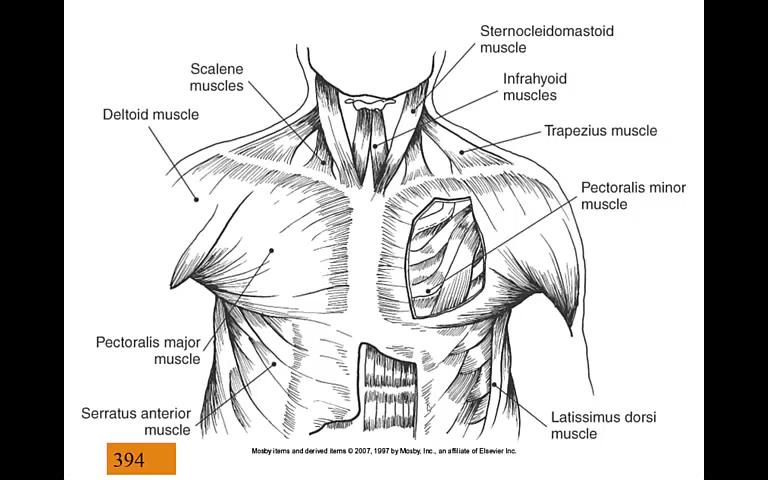 Sternocleidomastoid
muscle
Scalene
muscles
Infrahyoid
muscles
Deltoid muscle
Trapezius muscle
Pectoralis minor
muscle
Pectoralis major
muscle
Serratus anterior
muscle
Latissimus dorsi
muscle
Mosby items and derived items © 2007, 1997 by Mosby, Inc., an affiliate of Elsevier Inc.
394